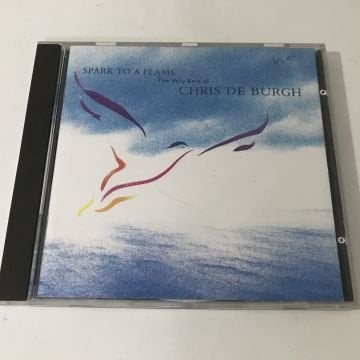 SPARK TO A FLAME
The Very Best of
CHRIS DE BURGH